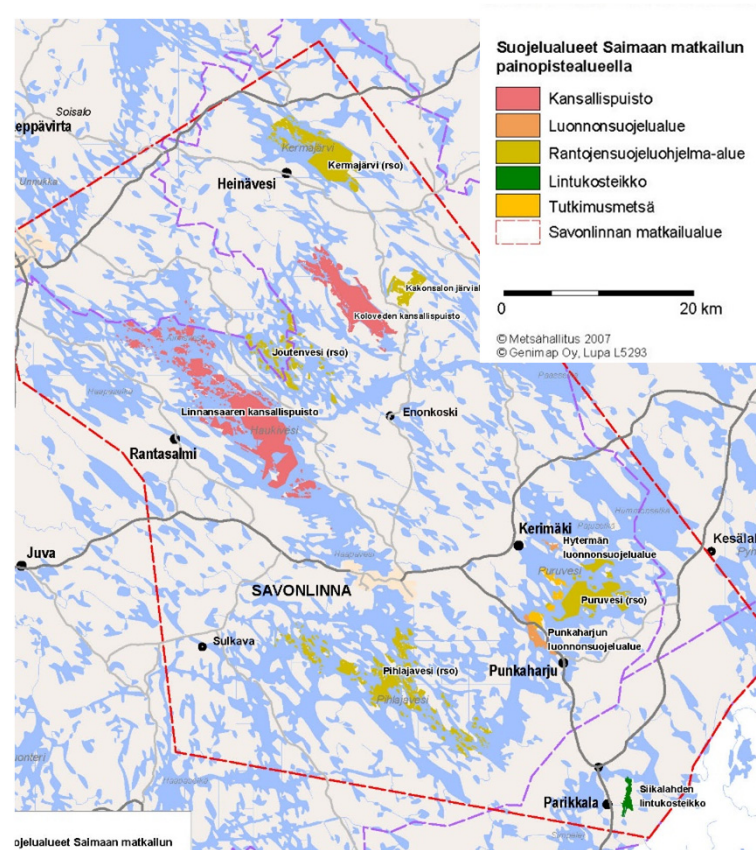 Suojelualueet Saimaan matkailun
painopistealueella
Kansallispuisto
Luonnonsuojelualue
Rantojensuojeluohjelma-alue
Lintukosteikko
Tutkimusmetsä
Savonlinnan matkailualue
0
20 km
© Metsähallitus 2007
© Genimap Oy, Lupa L5293
Soisalo
eppävirta
Unnukka
Kermajärvi
Kermajärvi (rso)
Heinävesi
Kakonsalon järvial
Koloveden kansallispuisto
Joutenvesi (rso)
Linnansaaren kansallispuisto
Haukivesi
Enonkoski
Rantasalmi
Juva
Kerimäki
Hytermän
luonnonsuojelualue
Kesälah
Puruvesi
Puruvesi (rso)
Haapavesi
SAVONLINNA
Punkaharjun
luonnonsuojelualue
Sulkava
Pihlajavesi (rso)
Pihlajavesi
Punkaharju
Siikalahden
lintukosteikko
Parikkala
ojelualueet Saimaan matkailun